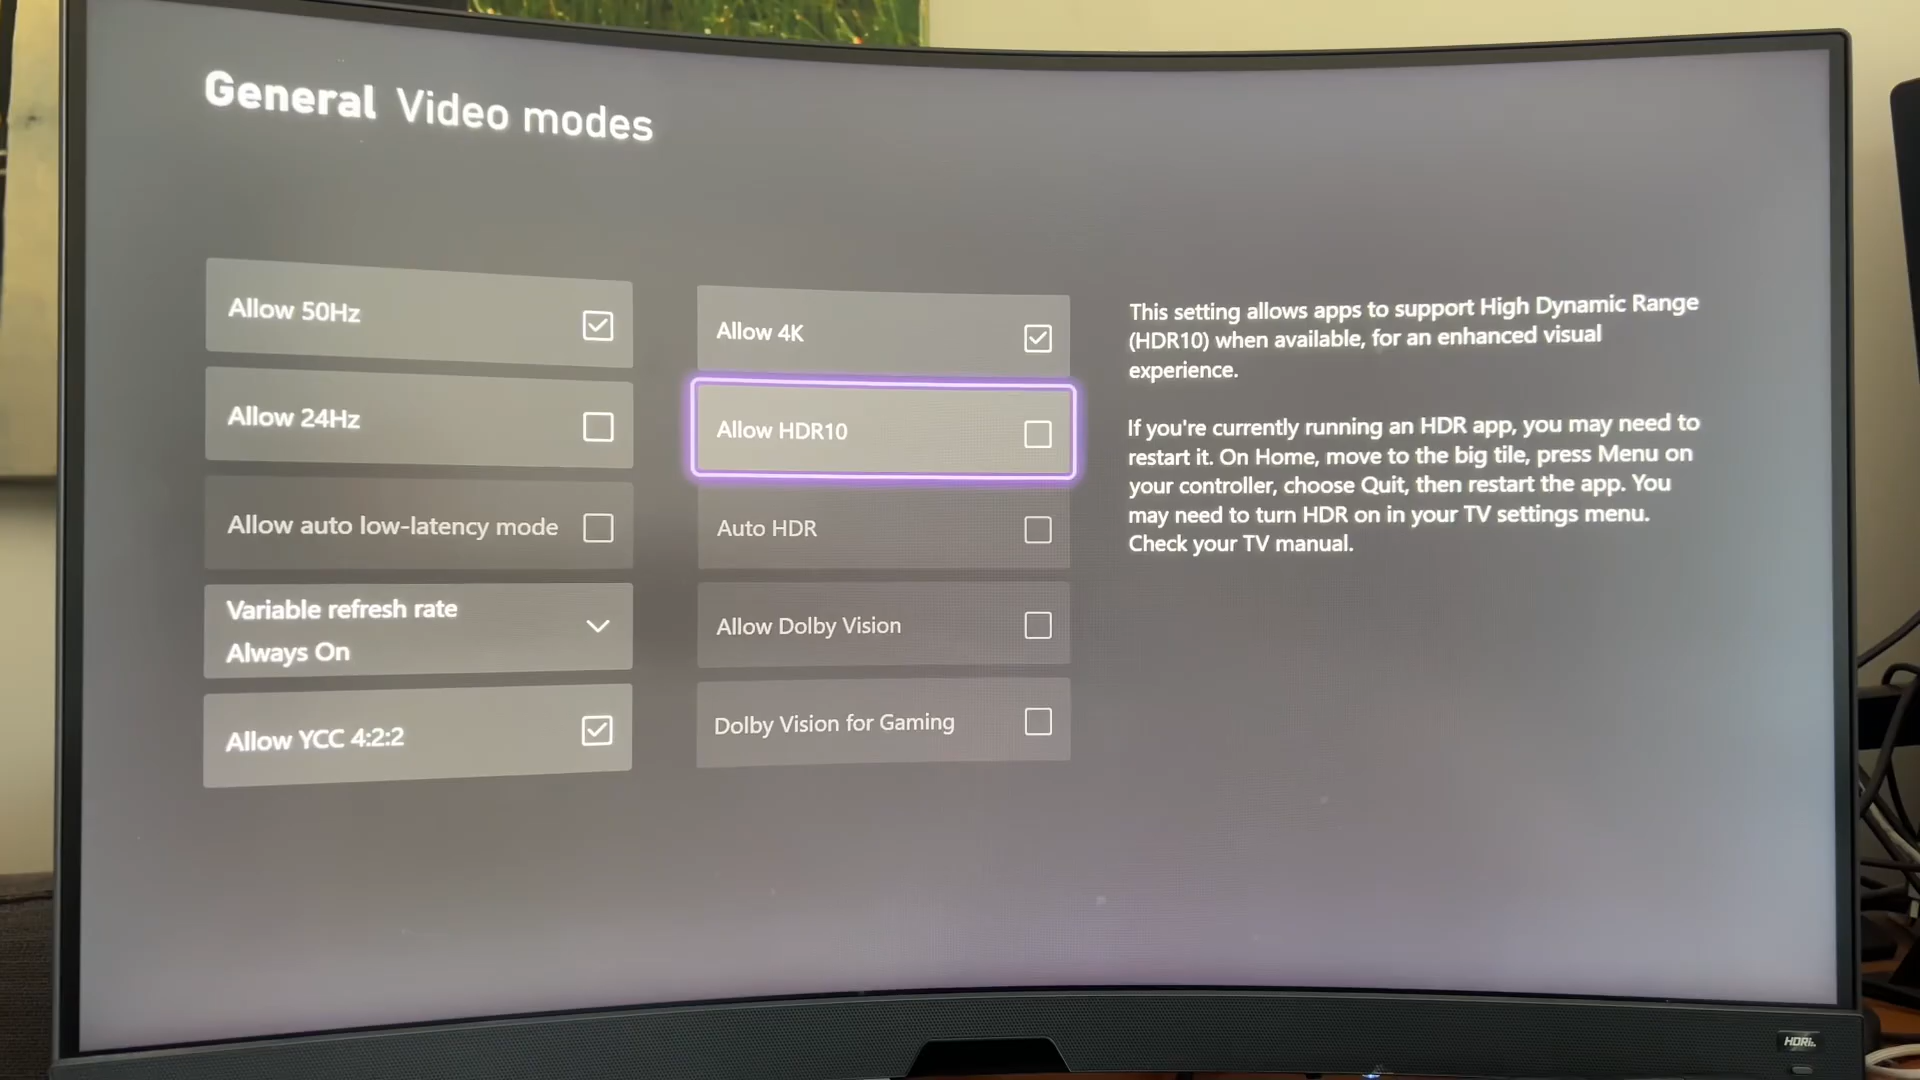 General Video modes
Allow 50Hz
Allow 24Hz
Allow auto low-latency mode
Variable refresh rate
Always On
Allow YCC 4:2:2
Allow 4K
Allow HDR10
Auto HDR
Allow Dolby Vision
Dolby Vision for Gaming
This setting allows apps to support High Dynamic Range
(HDR10) when available, for an enhanced visual
experience.
If you're currently running an HDR app, you may need to
restart it. On Home, move to the big tile, press Menu on
your controller, choose Quit, then restart the app. You
may need to turn HDR on in your TV settings menu.
Check your TV manual.
HDRi